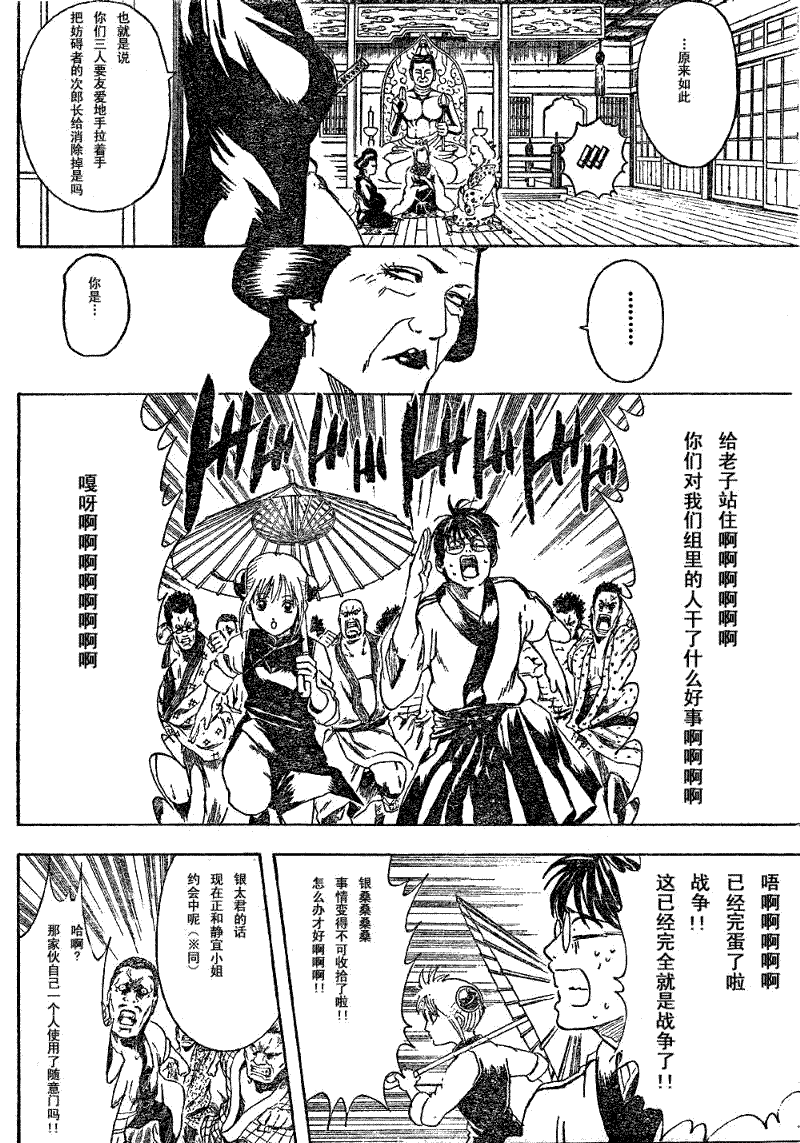 …原来如此
!!!
也就是说
你们三人要友爱地手拉着手
把妨碍者的次郎长给消除掉是吗
………
你是…
给老子站住啊啊啊啊啊
你们对我们组里的人干了什么好事啊啊啊啊
嘎呀啊啊啊啊啊啊啊
唔啊啊啊啊啊
已经完蛋了啦
战争!!
这已经完全就是战争了!!
银桑桑桑桑
事情变得不可收拾了啦!!
怎么办才好啊啊啊!!
银太君的话
现在正和静宜小姐
约会中呢（※同）
哈啊?
那家伙自己一个人使用了随意门吗!!